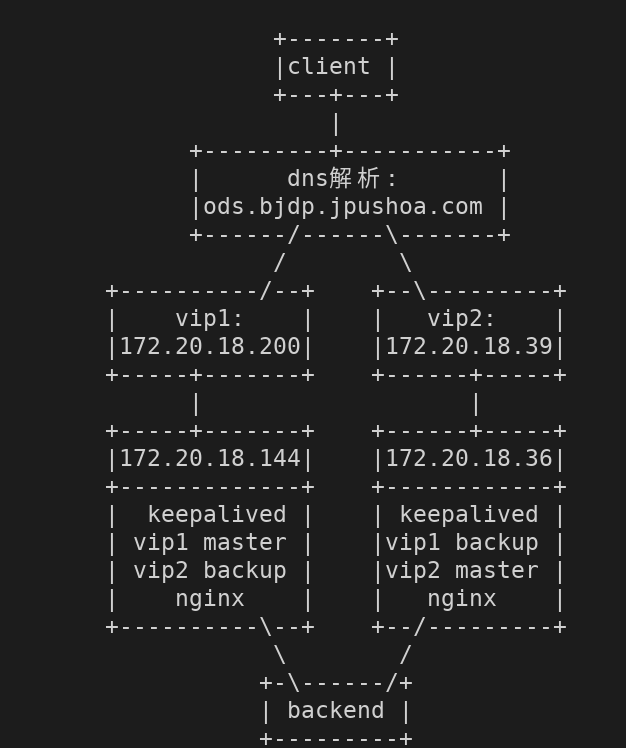 client
dns解析:
ods.bjdp.jpushoa.com
vip1: vip2:
172.20.18.200 172.20.18.39
172.20.18.144 172.20.18.36
keepalived keepalived
vip1 master vip1 backup
vip2 backup vip2 master
nginx nginx
backend